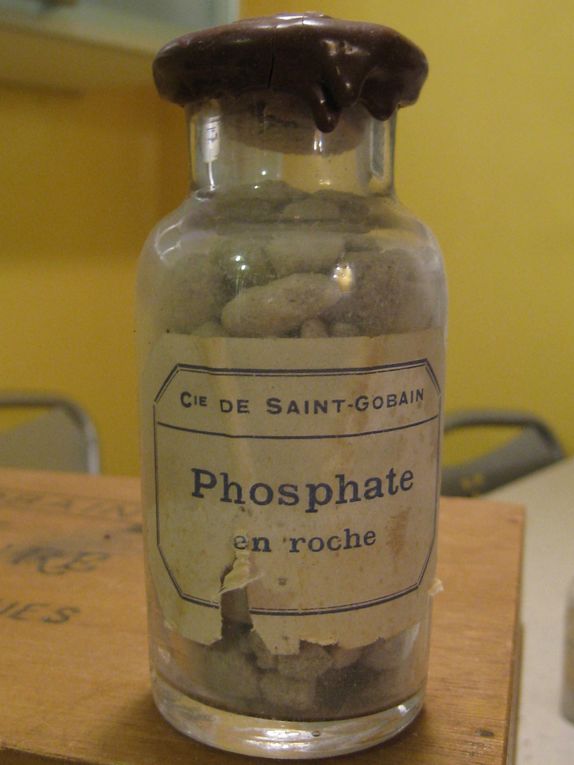 Cie de Saint-Gobain
Phosphate
en roche